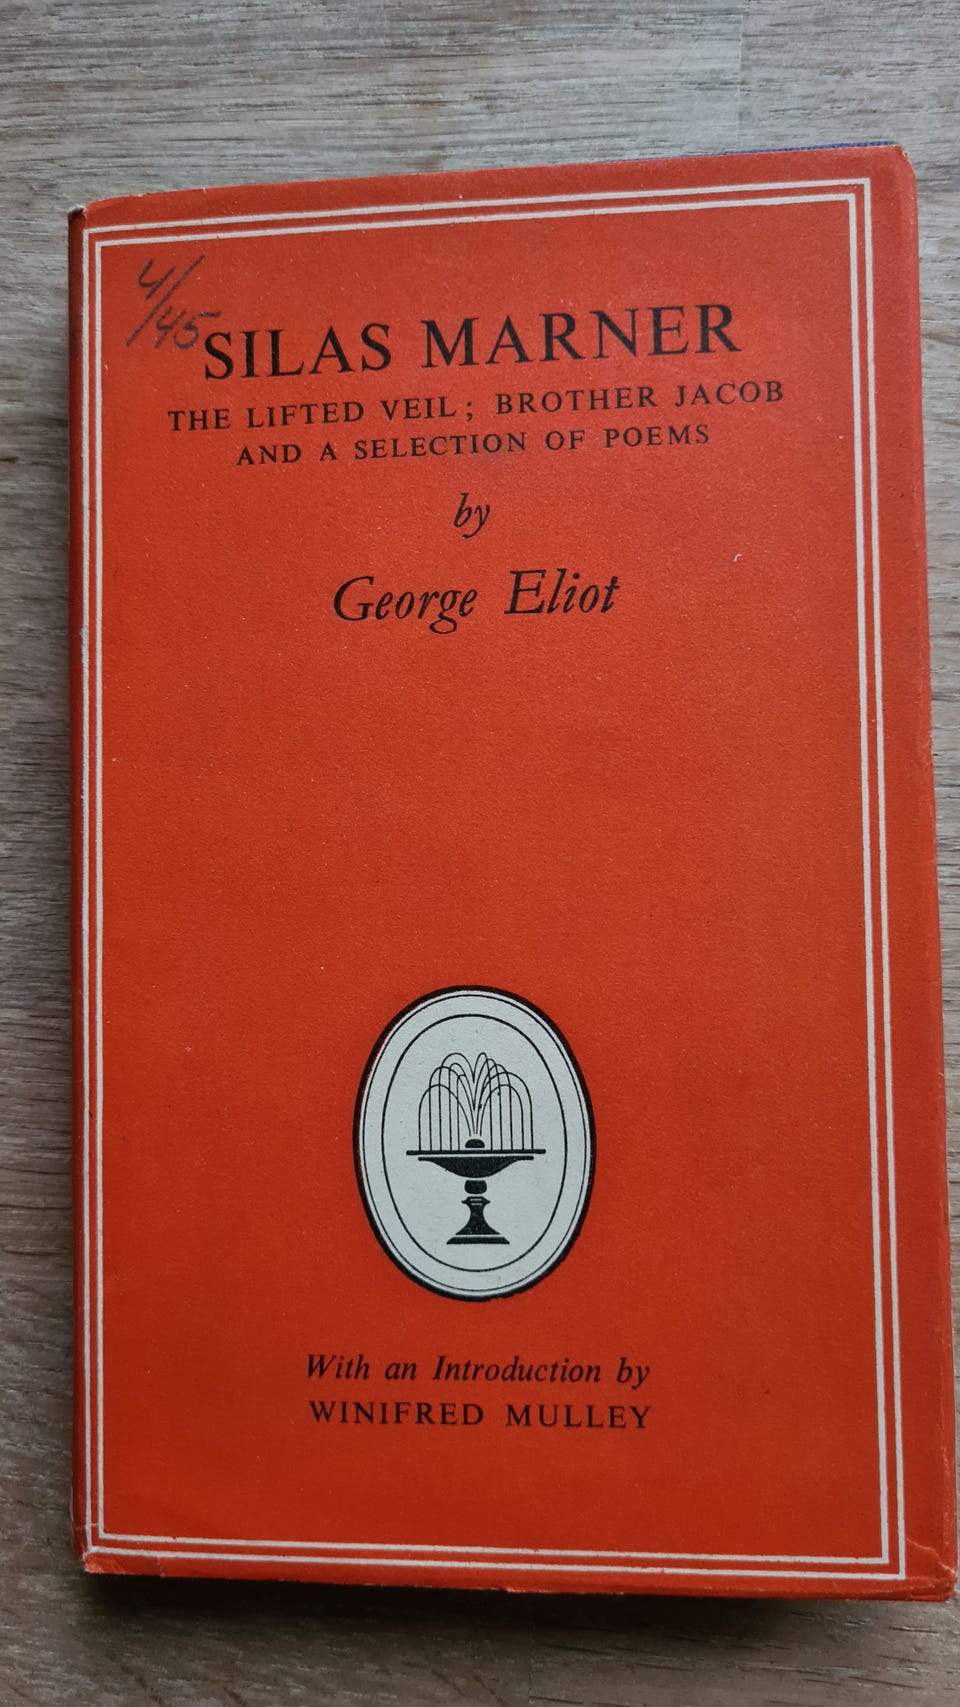 4/45
SILAS MARNER
THE LIFTED VEIL; BROTHER JACOB
AND A SELECTION OF POEMS
by
George Eliot
With an Introduction by
WINIFRED MULLEY